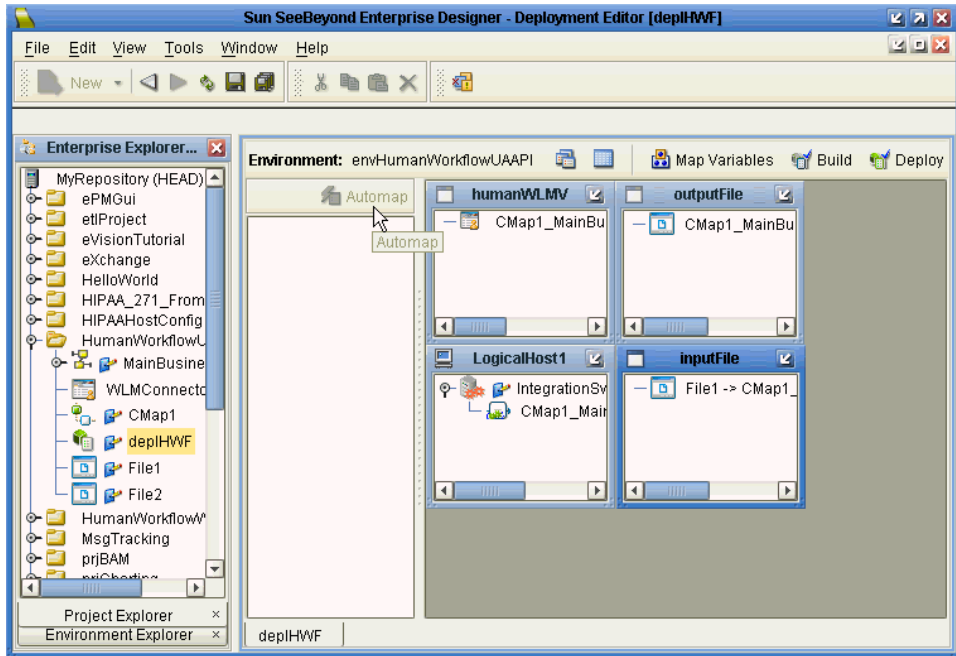 Sun SeeBeyond Enterprise Designer - Deployment Editor [deplHWF]
File Edit View Tools Window Help
New
Enterprise Explorer...
MyRepository (HEAD)
ePMGui
etlProject
eVisionTutorial
eXchange
HelloWorld
HIPAA_271_From
HIPAAHostConfig
HumanWorkflowU
MainBusine
WLMConnecto
CMap1
deplHWF
File1
File2
HumanWorkflowW
MsgTracking
prjBAM
prjCharting
Project Explorer ×
Environment Explorer ×
Environment: envHumanWorkflowUAAPI Map Variables Build Deploy
Automap
Automap
humanWLMV
CMap1_MainBu
outputFile
CMap1_MainBu
LogicalHost1
IntegrationSv
CMap1_Main
inputFile
File1 -> CMap1_
deplHWF